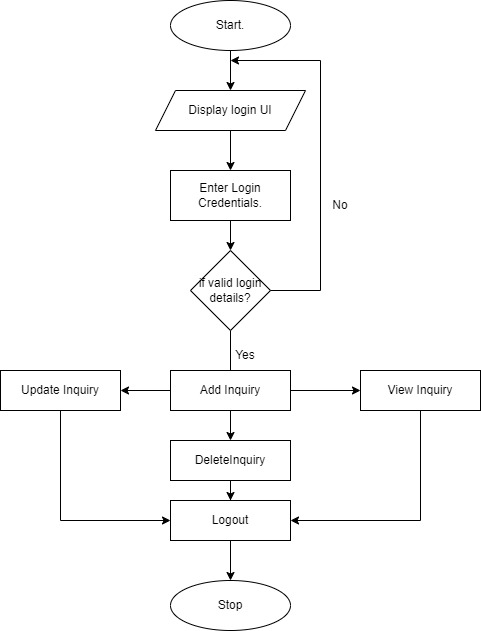 Start.
Display login UI
Enter Login
Credentials.
No
if valid login
details?
Yes
Update Inquiry
Add Inquiry
View Inquiry
DeleteInquiry
Logout
Stop